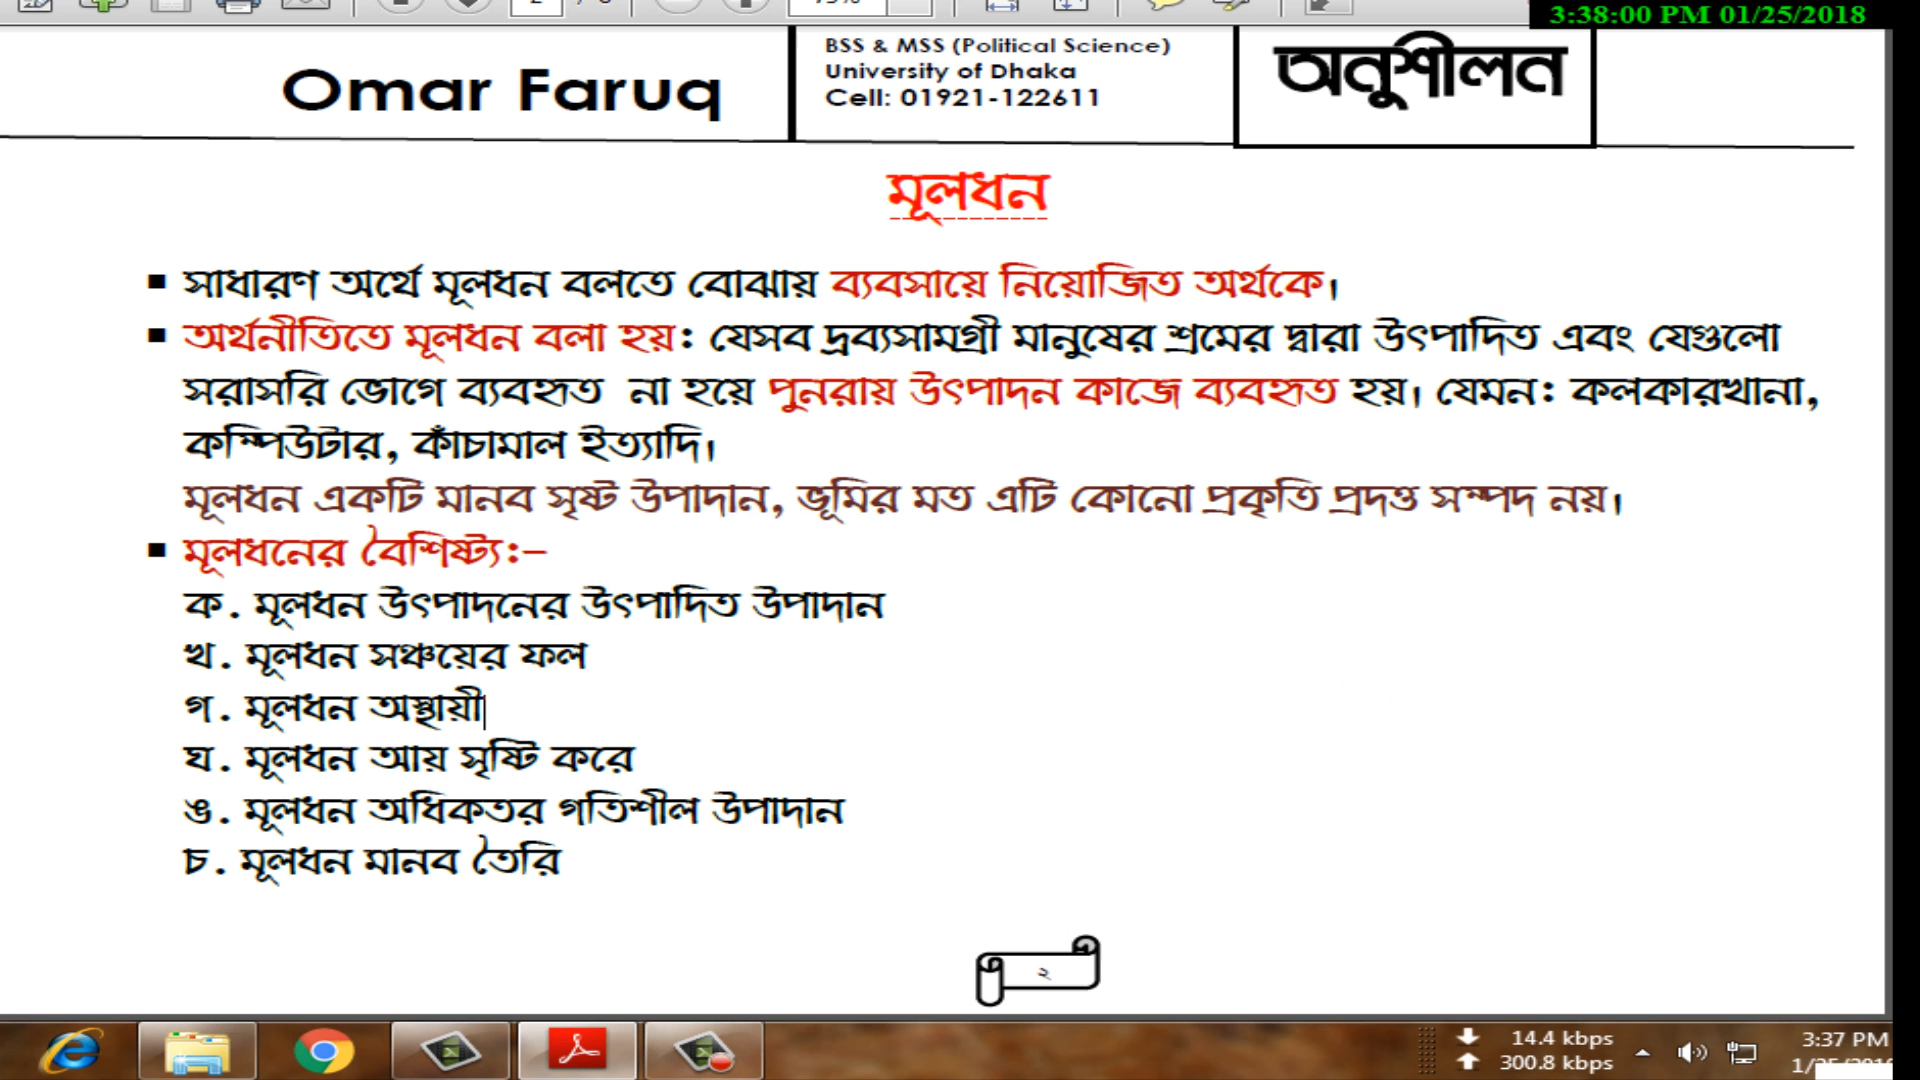 3:38:00 PM 01/25/2018
Omar Faruq
BSS & MSS (Political Science)
University of Dhaka
Cell: 01921-122611
অনুশীলন
মূলধন
▪ সাধারণ অর্থে মূলধন বলতে বোঝায় ব্যবসায়ে নিয়োজিত অর্থকে।
▪ অর্থনীতিতে মূলধন বলা হয়: যেসব দ্রব্যসামগ্রী মানুষের শ্রমের দ্বারা উৎপাদিত এবং যেগুলো
সরাসরি ভোগে ব্যবহৃত না হয়ে পুনরায় উৎপাদন কাজে ব্যবহৃত হয়। যেমন: কলকারখানা,
কম্পিউটার, কাঁচামাল ইত্যাদি।
মূলধন একটি মানব সৃষ্ট উপাদান, ভূমির মত এটি কোনো প্রকৃতি প্রদত্ত সম্পদ নয়।
▪ মূলধনের বৈশিষ্ট্য:-
ক. মূলধন উৎপাদনের উৎপাদিত উপাদান
খ. মূলধন সঞ্চয়ের ফল
গ. মূলধন অস্থায়ী
ঘ. মূলধন আয় সৃষ্টি করে
ঙ. মূলধন অধিকতর গতিশীল উপাদান
চ. মূলধন মানব তৈরি
২
14.4 kbps
300.8 kbps
3:37 PM